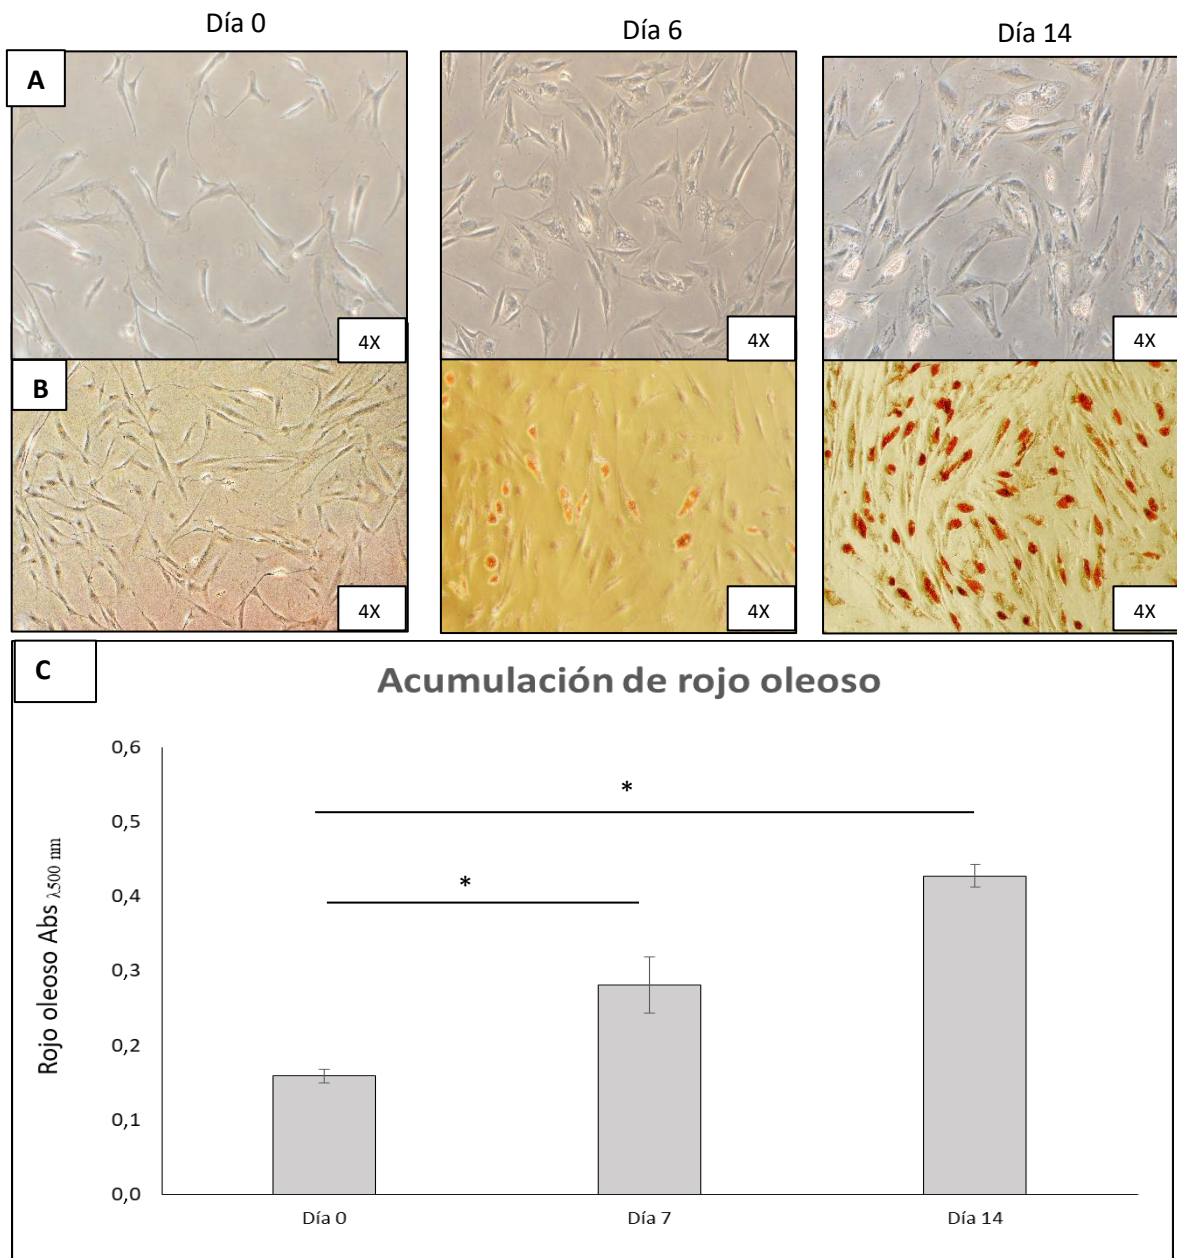 Día 0
Día 6
Día 14
A
4X
4X
4X
B
4X
4X
4X
C
Acumulación de rojo oleoso
Rojo oleoso Abs λ500 nm
0,6
0,5
0,4
0,3
0,2
0,1
0,0
*
*
Día 0
Día 7
Día 14